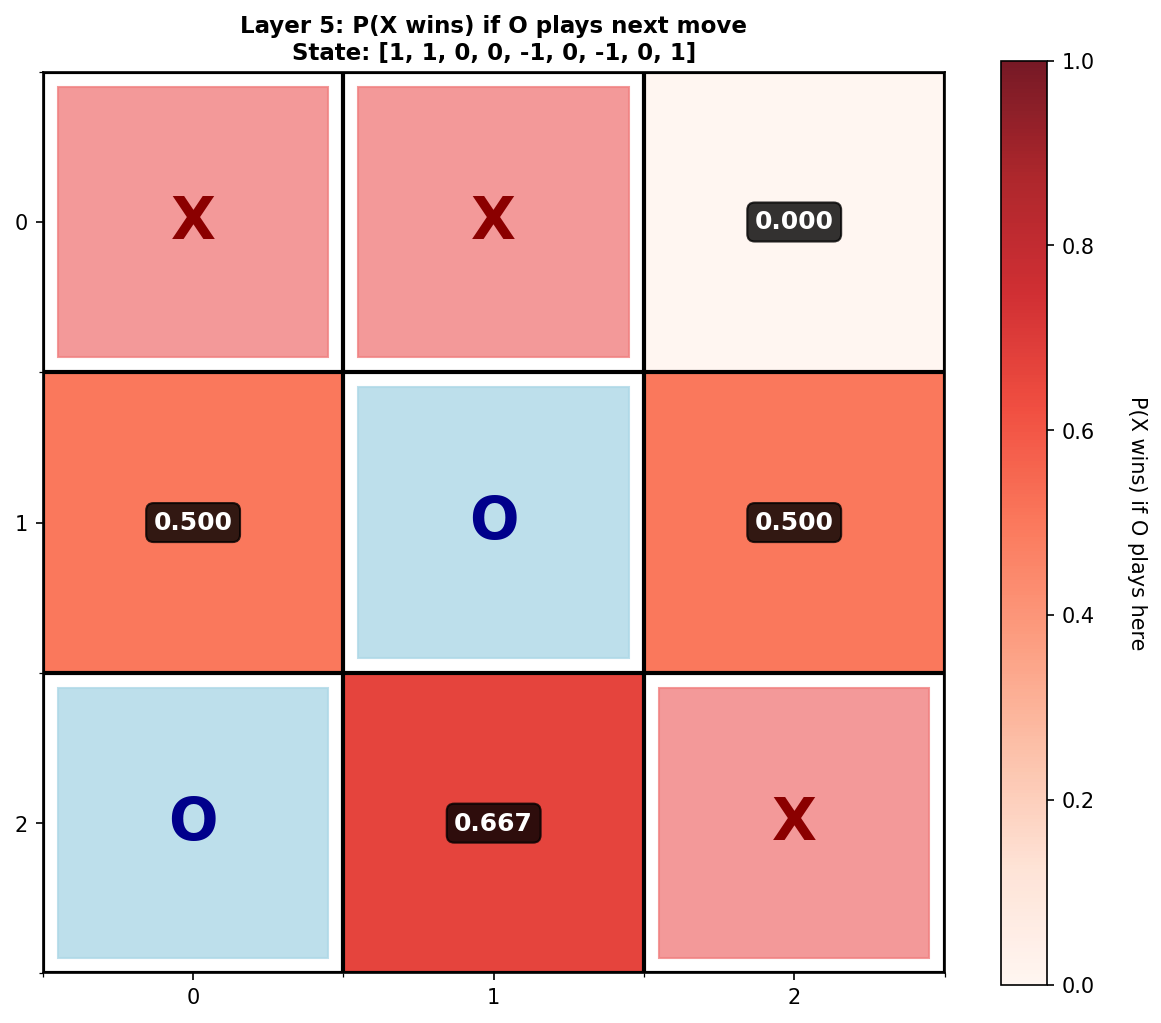 Layer 5: P(X wins) if O plays next move
State: [1, 1, 0, 0, -1, 0, -1, 0, 1]
X
X
0.000
0
0.500
O
0.500
1
O
0.667
X
2
0
1
2
1.0
0.8
0.6
0.4
0.2
0.0
P(X wins) if O plays here